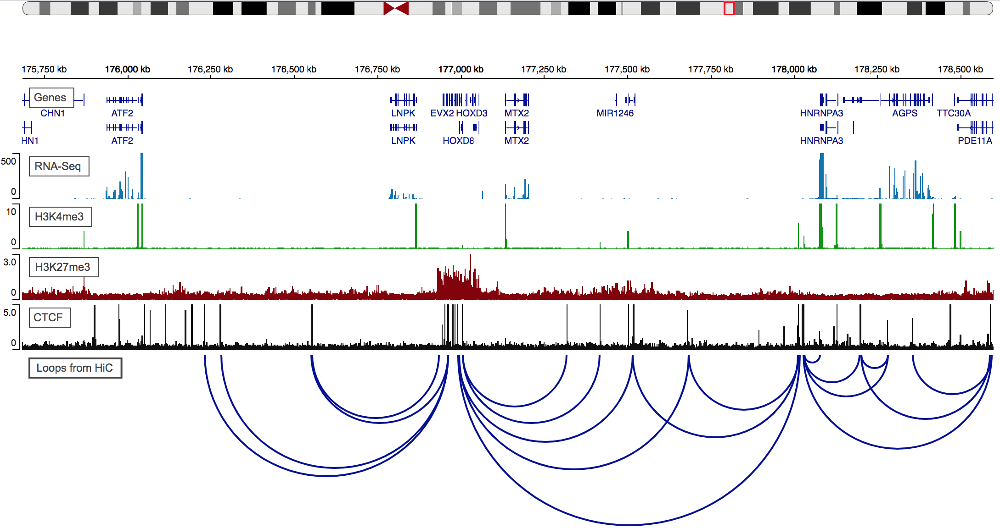 175,750 kb 176,000 kb 176,250 kb 176,500 kb 176,750 kb 177,000 kb 177,250 kb 177,500 kb 177,750 kb 178,000 kb 178,250 kb 178,500 kb
Genes
CHN1 ATF2 LNPK EVX2 HOXD3 MTX2 MIR1246 HNRNPA3 AGPS TTC30A
HN1 ATF2 LNPK HOXD8 MTX2 HNRNPA3 PDE11A
500
RNA-Seq
0
10
H3K4me3
0
3.0
H3K27me3
0
5.0
CTCF
0
Loops from HiC